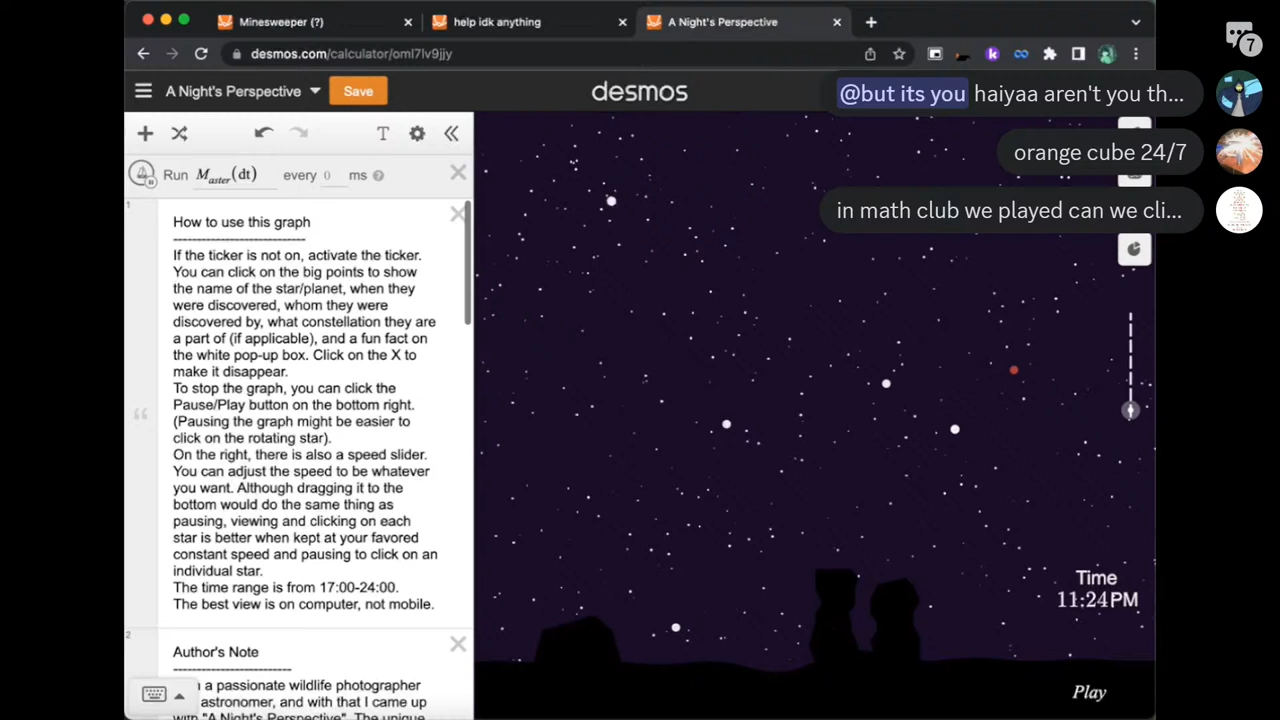 Minesweeper (?)
help idk anything
A Night's Perspective
desmos.com/calculator/oml7lv9jjy
A Night's Perspective
Save
desmos
@but its you haiyaa aren't you th...
7
orange cube 24/7
in math club we played can we cli...
Run Master(dt) every 0 ms
1
How to use this graph
---------------------------
If the ticker is not on, activate the ticker.
You can click on the big points to show
the name of the star/planet, when they
were discovered, whom they were
discovered by, what constellation they are
a part of (if applicable), and a fun fact on
the white pop-up box. Click on the X to
make it disappear.
To stop the graph, you can click the
Pause/Play button on the bottom right.
(Pausing the graph might be easier to
click on the rotating star).
On the right, there is also a speed slider.
You can adjust the speed to be whatever
you want. Although dragging it to the
bottom would do the same thing as
pausing, viewing and clicking on each
star is better when kept at your favored
constant speed and pausing to click on an
individual star.
The time range is from 17:00-24:00.
The best view is on computer, not mobile.
2
Author's Note
------------------------
a passionate wildlife photographer
astronomer, and with that I came up
with "A Night's Perspective". The unique
Time
11:24PM
Play